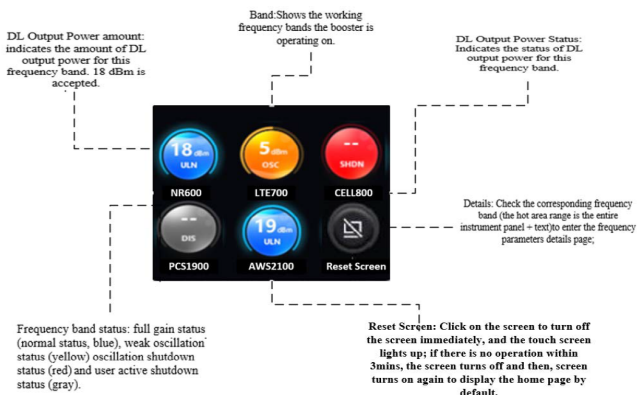 Band:Shows the working
frequency bands the booster is
operating on.
DL Output Power amount:
indicates the amount of DL
output power for this
frequency band. 18 dBm is
accepted.
DL Output Power Status:
Indicates the status of DL
output power for this
frequency band.
18 dBm
ULN
NR600
5 dBm
OSC
LTE700
--
SHDN
CELL800
--
DIS
PCS1900
19 dBm
ULN
AWS2100
Reset Screen
Details: Check the corresponding frequency
band (the hot area range is the entire
instrument panel + text)to enter the frequency
parameters details page;
Frequency band status: full gain status
(normal status, blue), weak oscillation
status (yellow) oscillation shutdown
status (red) and user active shutdown
status (gray).
Reset Screen: Click on the screen to turn off
the screen immediately, and the touch screen
lights up; if there is no operation within
3mins, the screen turns off and then, screen
turns on again to display the home page by
default.